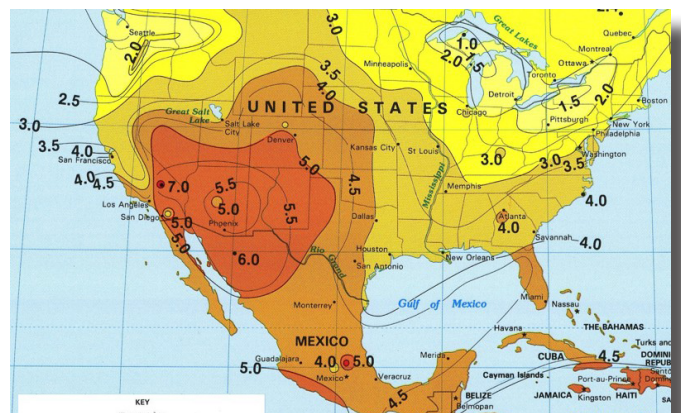 3.0
Great Lakes
Seattle
2.0
Quebec
Montreal
1.0
2.0
1.5
Ottawa
Minneapolis
Toronto
3.5
4.0
2.5
Detroit
1.5
2.0
Boston
Great Salt
Lake
UNITED STATES
Chicago
Pittsburgh
New York
Philadelphia
3.0
Salt Lake
City
Denver
Kansas City
St Louis
3.5
4.0
San Francisco
5.0
3.0
3.0
3.5
Washington
4.0
4.5
7.0
5.5
4.5
Mississippi
Memphis
4.0
Los Angeles
San Diego
5.0
5.0
Phoenix
5.5
Dallas
Atlanta
4.0
Savannah
4.0
5.0
6.0
Rio Grand
Houston
San Antonio
New Orleans
Monterrey
Gulf of Mexico
Miami
Nassau
THE BAHAMAS
Havana
MEXICO
Turks and
Guadalajara
4.0
5.0
Merida
CUBA
4.5
DOMINI
REPUB
5.0
Mexico
Veracruz
Cayman Islands
Port-au-Prince
4.5
BELIZE
Belmopan
JAMAICA
Kingston
HAITI
KEY